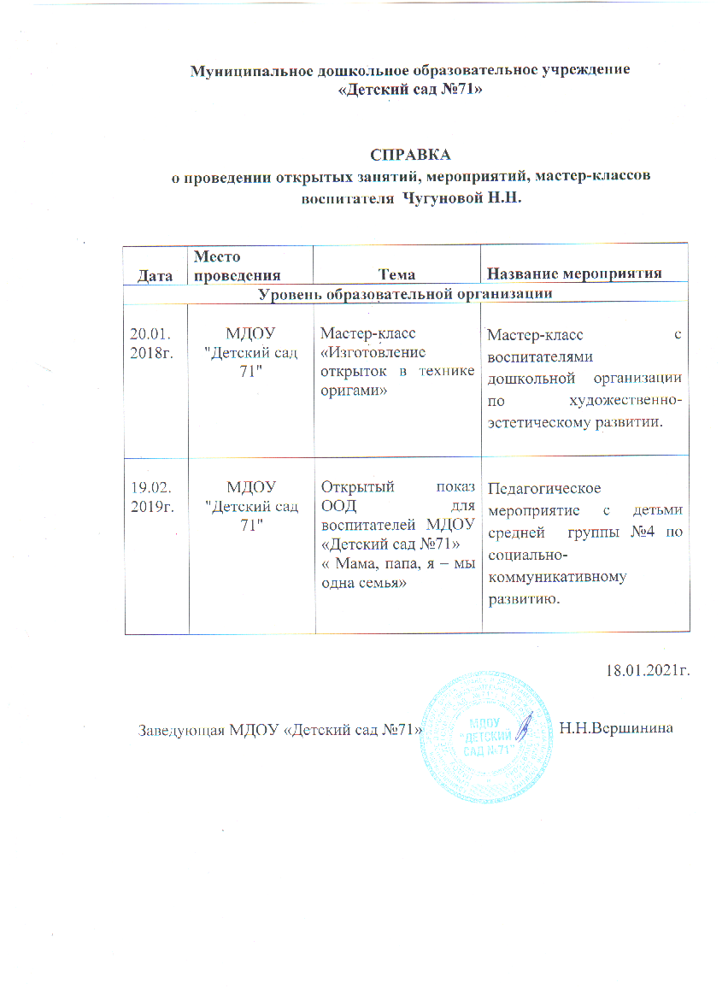 Муниципальное дошкольное образовательное учреждение
«Детский сад №71»
СПРАВКА
о проведении открытых занятий, мероприятий, мастер-классов
воспитателя Чугуновой Н.Н.
Дата
Место
проведения
Тема
Название мероприятия
Уровень образовательной организации
20.01.
2018г.
МДОУ
"Детский сад
71"
Мастер-класс
«Изготовление
открыток в технике
оригами»
Мастер-класс с
воспитателями
дошкольной организации
по художественно-
эстетическому развитии.
19.02.
2019г.
МДОУ
"Детский сад
71"
Открытый показ
ООД для
воспитателей МДОУ
«Детский сад №71»
« Мама, папа, я – мы
одна семья»
Педагогическое
мероприятие с детьми
средней группы №4 по
социально-
коммуникативному
развитию.
18.01.2021г.
Заведующая МДОУ «Детский сад №71»
Н.Н.Вершинина
МДОУ
"ДЕТСКИЙ
САД №71"